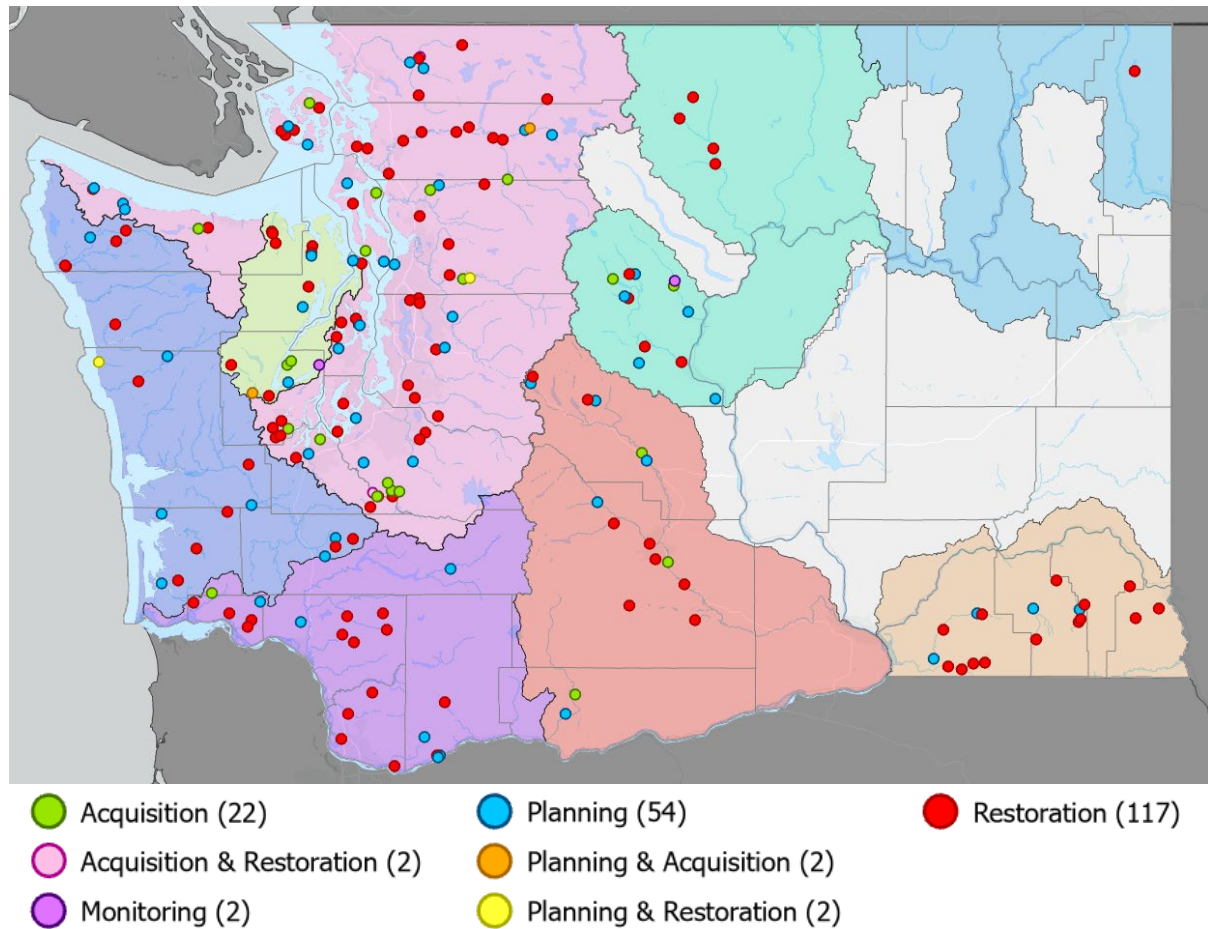 Acquisition (22)
Planning (54)
Restoration (117)
Acquisition & Restoration (2)
Planning & Acquisition (2)
Monitoring (2)
Planning & Restoration (2)